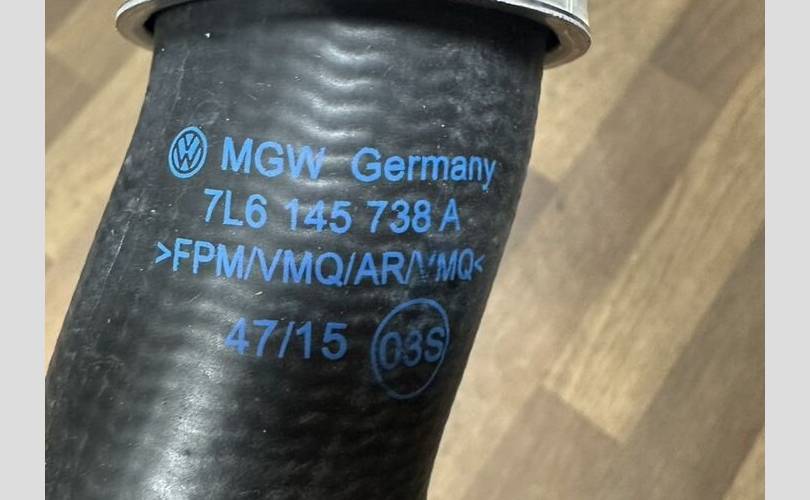 MGW Germany
7L6 145 738 A
>FPM/VMQ/AR/VMQ<
47/15 03S